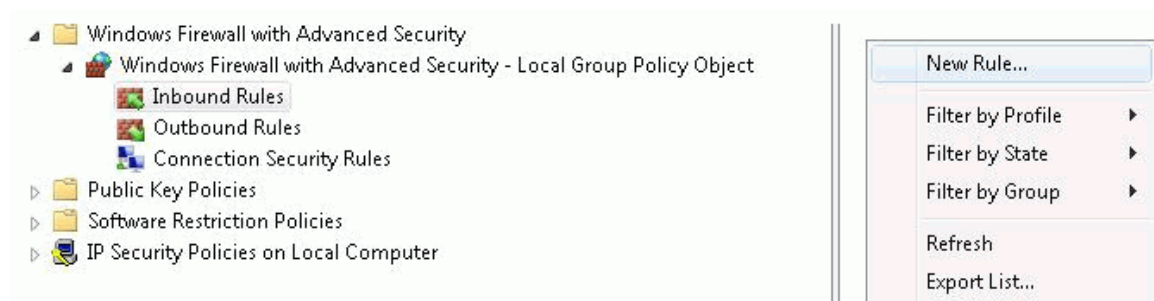 Windows Firewall with Advanced Security
Windows Firewall with Advanced Security - Local Group Policy Object
Inbound Rules
Outbound Rules
Connection Security Rules
Public Key Policies
Software Restriction Policies
IP Security Policies on Local Computer
New Rule...
Filter by Profile
Filter by State
Filter by Group
Refresh
Export List...